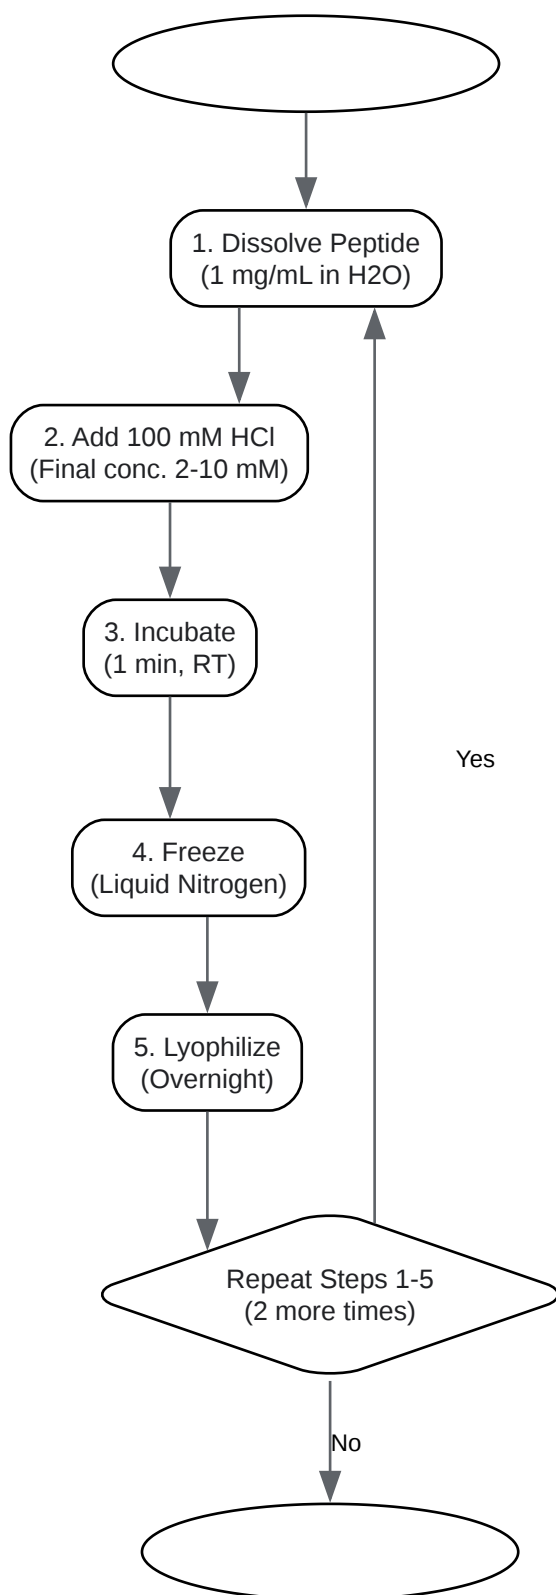 1. Dissolve Peptide
(1 mg/mL in H2O)
2. Add 100 mM HCl
(Final conc. 2-10 mM)
3. Incubate
(1 min, RT)
Yes
4. Freeze
(Liquid Nitrogen)
5. Lyophilize
(Overnight)
Repeat Steps 1-5
(2 more times)
No